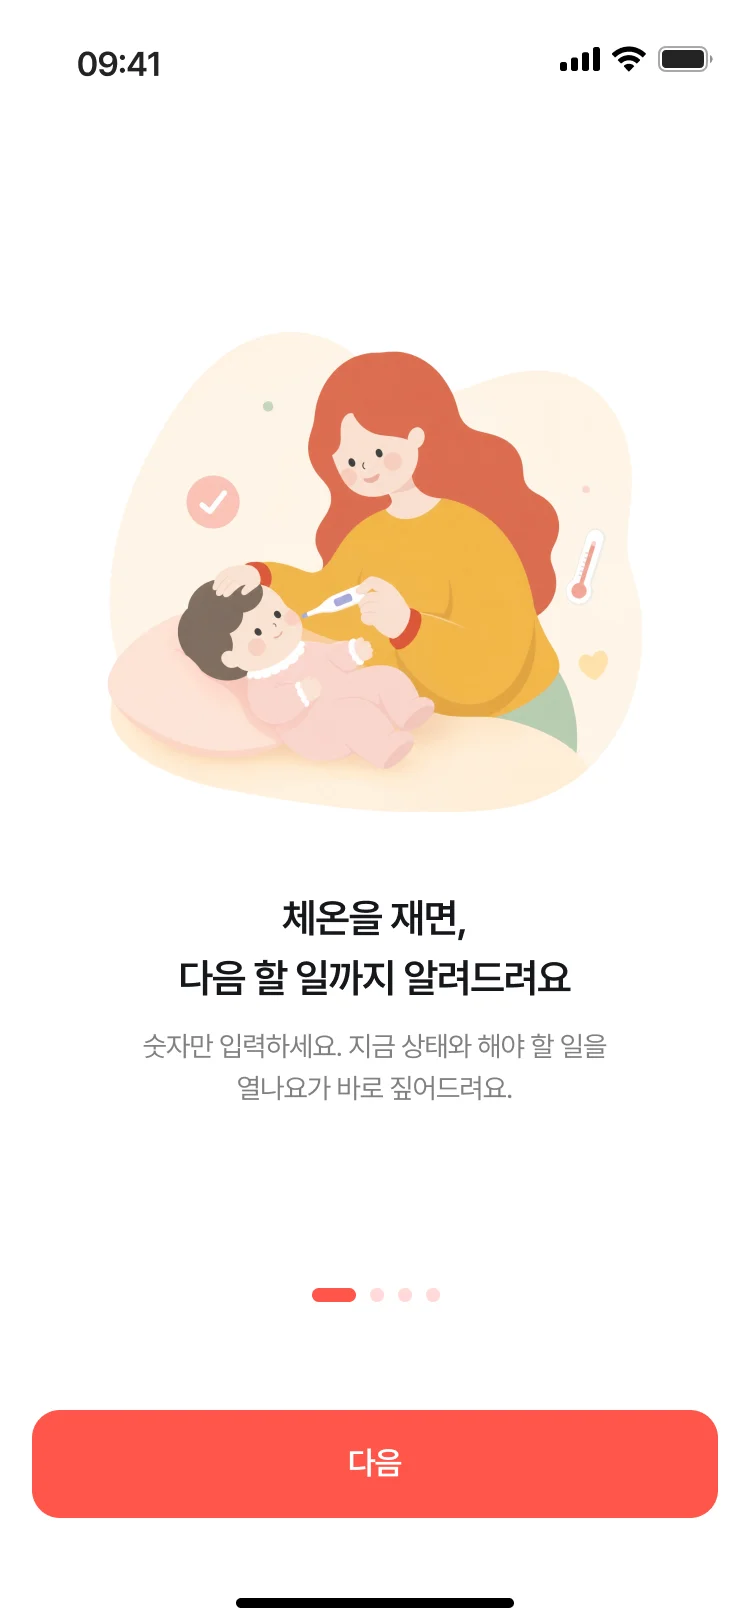 09:41
체온을 재면,
다음 할 일까지 알려드려요
숫자만 입력하세요. 지금 상태와 해야 할 일을
열나요가 바로 짚어드려요.
다음